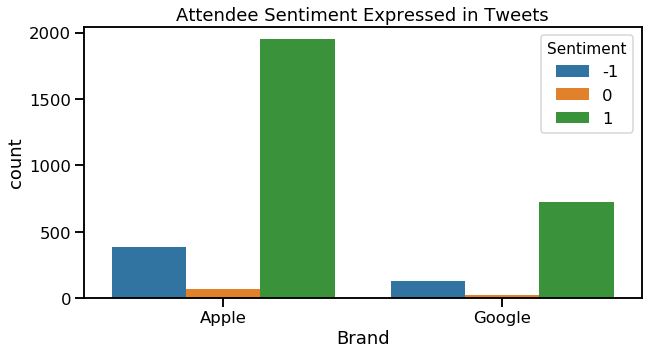 Attendee Sentiment Expressed in Tweets
2000
1500
1000
500
0
count
Sentiment
-1
0
1
Apple
Google
Brand